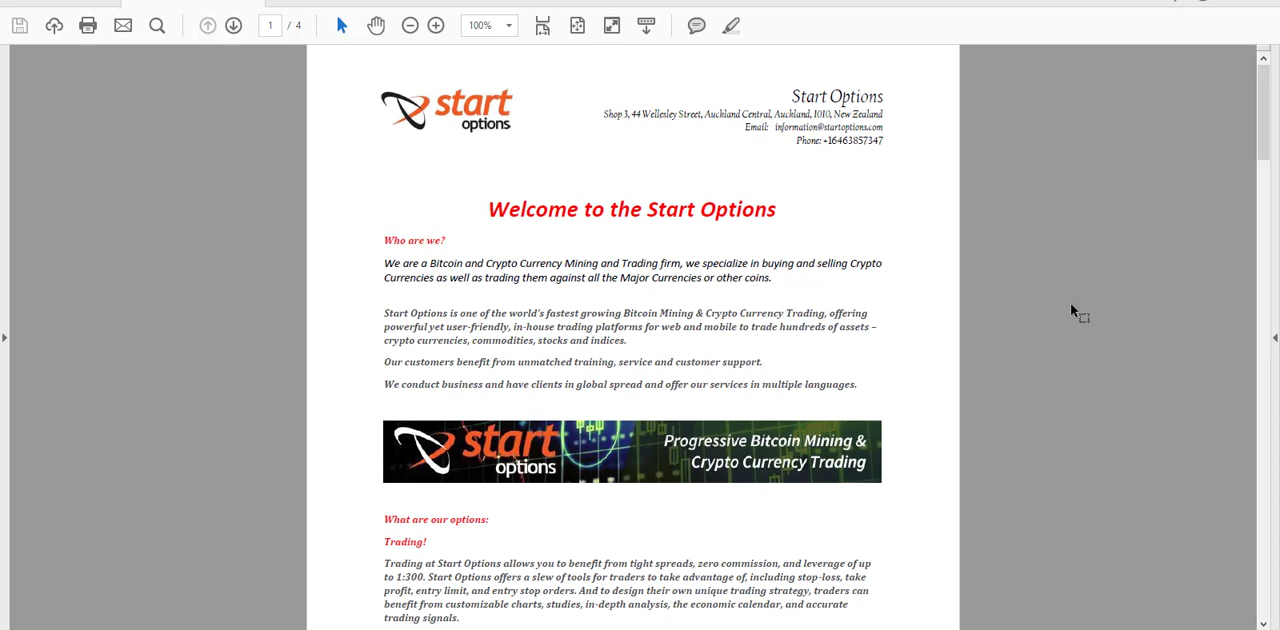 1 / 4
100%
start
options
Start Options
Shop 3, 44 Wellesley Street, Auckland Central, Auckland, 1010, New Zealand
Email: information@startoptions.com
Phone: +16463857347
Welcome to the Start Options
Who are we?
We are a Bitcoin and Crypto Currency Mining and Trading firm, we specialize in buying and selling Crypto
Currencies as well as trading them against all the Major Currencies or other coins.
Start Options is one of the world's fastest growing Bitcoin Mining & Crypto Currency Trading, offering
powerful yet user-friendly, in-house trading platforms for web and mobile to trade hundreds of assets –
crypto currencies, commodities, stocks and indices.
Our customers benefit from unmatched training, service and customer support.
We conduct business and have clients in global spread and offer our services in multiple languages.
start
options
Progressive Bitcoin Mining &
Crypto Currency Trading
What are our options:
Trading!
Trading at Start Options allows you to benefit from tight spreads, zero commission, and leverage of up
to 1:300. Start Options offers a slew of tools for traders to take advantage of, including stop-loss, take
profit, entry limit, and entry stop orders. And to design their own unique trading strategy, traders can
benefit from customizable charts, studies, in-depth analysis, the economic calendar, and accurate
trading signals.